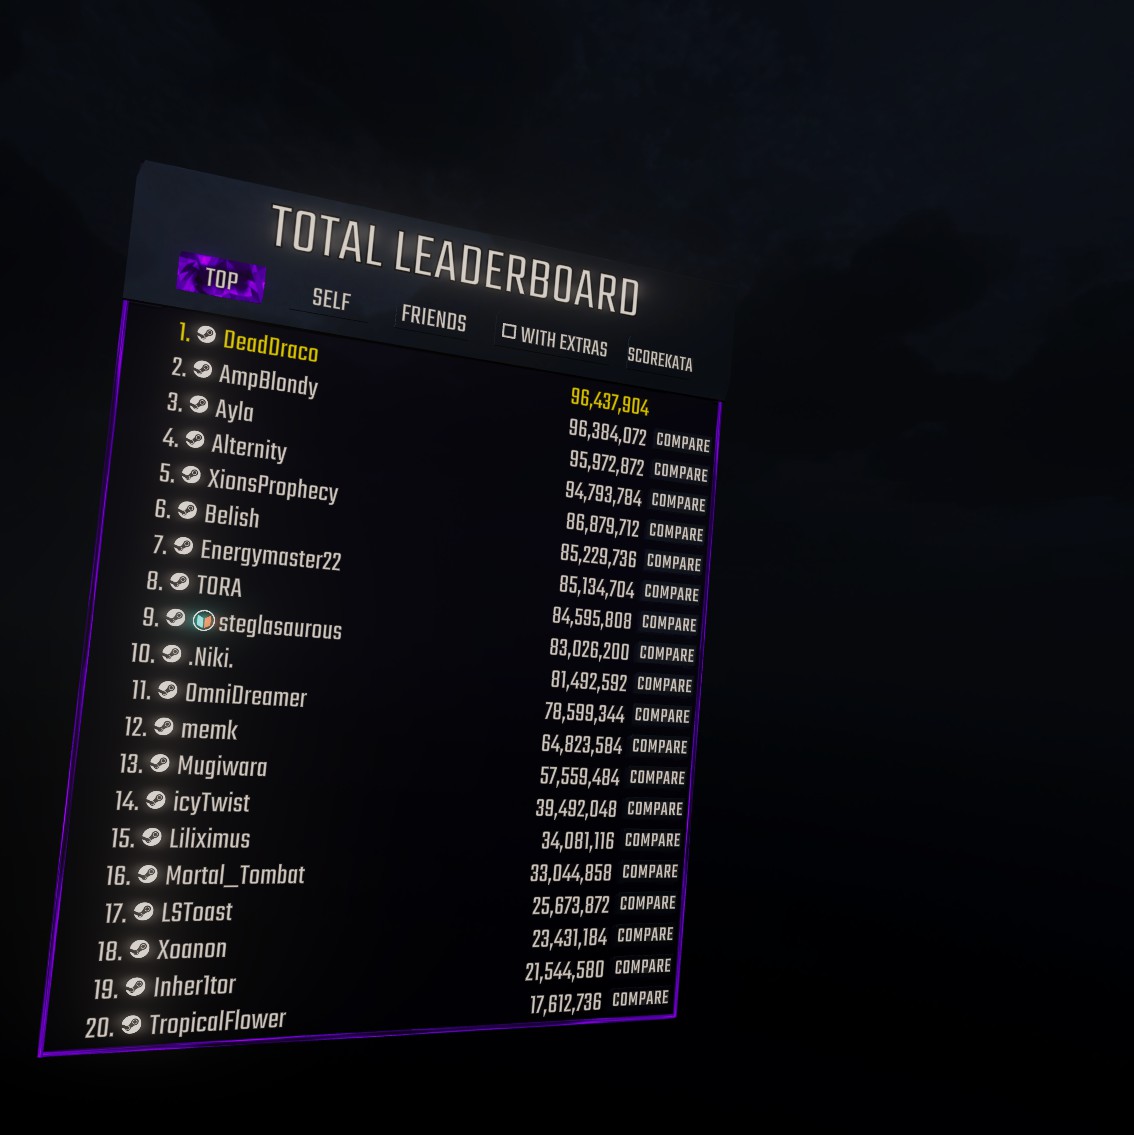 TOTAL LEADERBOARD
TOP SELF FRIENDS WITH EXTRAS SCOREKATA
1. DeadDraco 96,437,904
2. AmpBlondy 96,384,072 COMPARE
3. Ayla 95,972,872 COMPARE
4. Alternity 94,793,784 COMPARE
5. XionsProphecy 86,879,712 COMPARE
6. Belish 85,229,736 COMPARE
7. Energymaster22 85,134,704 COMPARE
8. TORA 84,595,808 COMPARE
9. steglasaurous 83,026,200 COMPARE
10. .Niki. 81,492,592 COMPARE
11. OmniDreamer 78,599,344 COMPARE
12. memk 64,823,584 COMPARE
13. Mugiwara 57,559,484 COMPARE
14. icyTwist 39,492,048 COMPARE
15. Liliximus 34,081,116 COMPARE
16. Mortal_Tombat 33,044,858 COMPARE
17. LSToast 25,673,872 COMPARE
18. Xoanon 23,431,184 COMPARE
19. Inher1tor 21,544,580 COMPARE
20. TropicalFlower 17,612,736 COMPARE